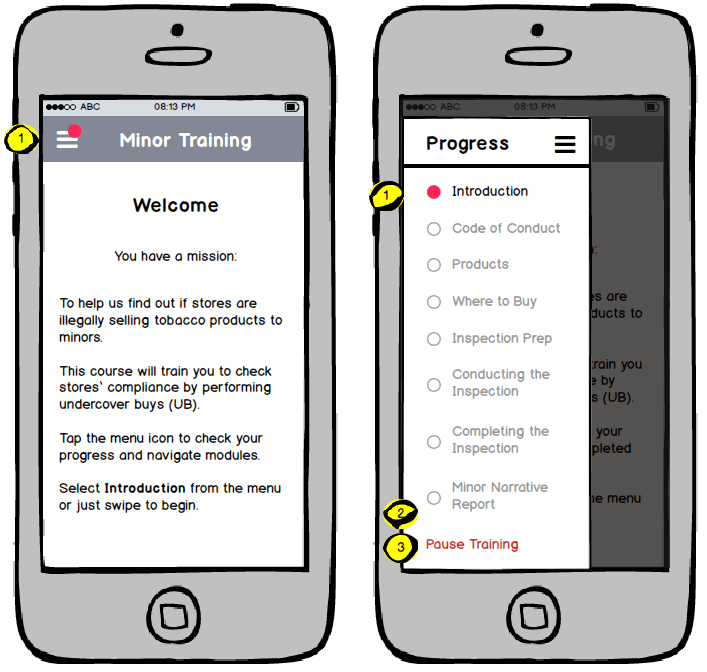 ABC 08:13 PM
1
Minor Training
Welcome
You have a mission:
To help us find out if stores are
illegally selling tobacco products to
minors.
This course will train you to check
stores' compliance by performing
undercover buys (UB).
Tap the menu icon to check your
progress and navigate modules.
Select Introduction from the menu
or just swipe to begin.
ABC 08:13 PM
Progress
ng
1
Introduction
Code of Conduct
Products
Where to Buy
Inspection Prep
Conducting the
Inspection
Completing the
Inspection
Minor Narrative
Report
2
3
Pause Training
:
es are
ducts to
rain you
e by
s (UB).
your
pleted
he menu